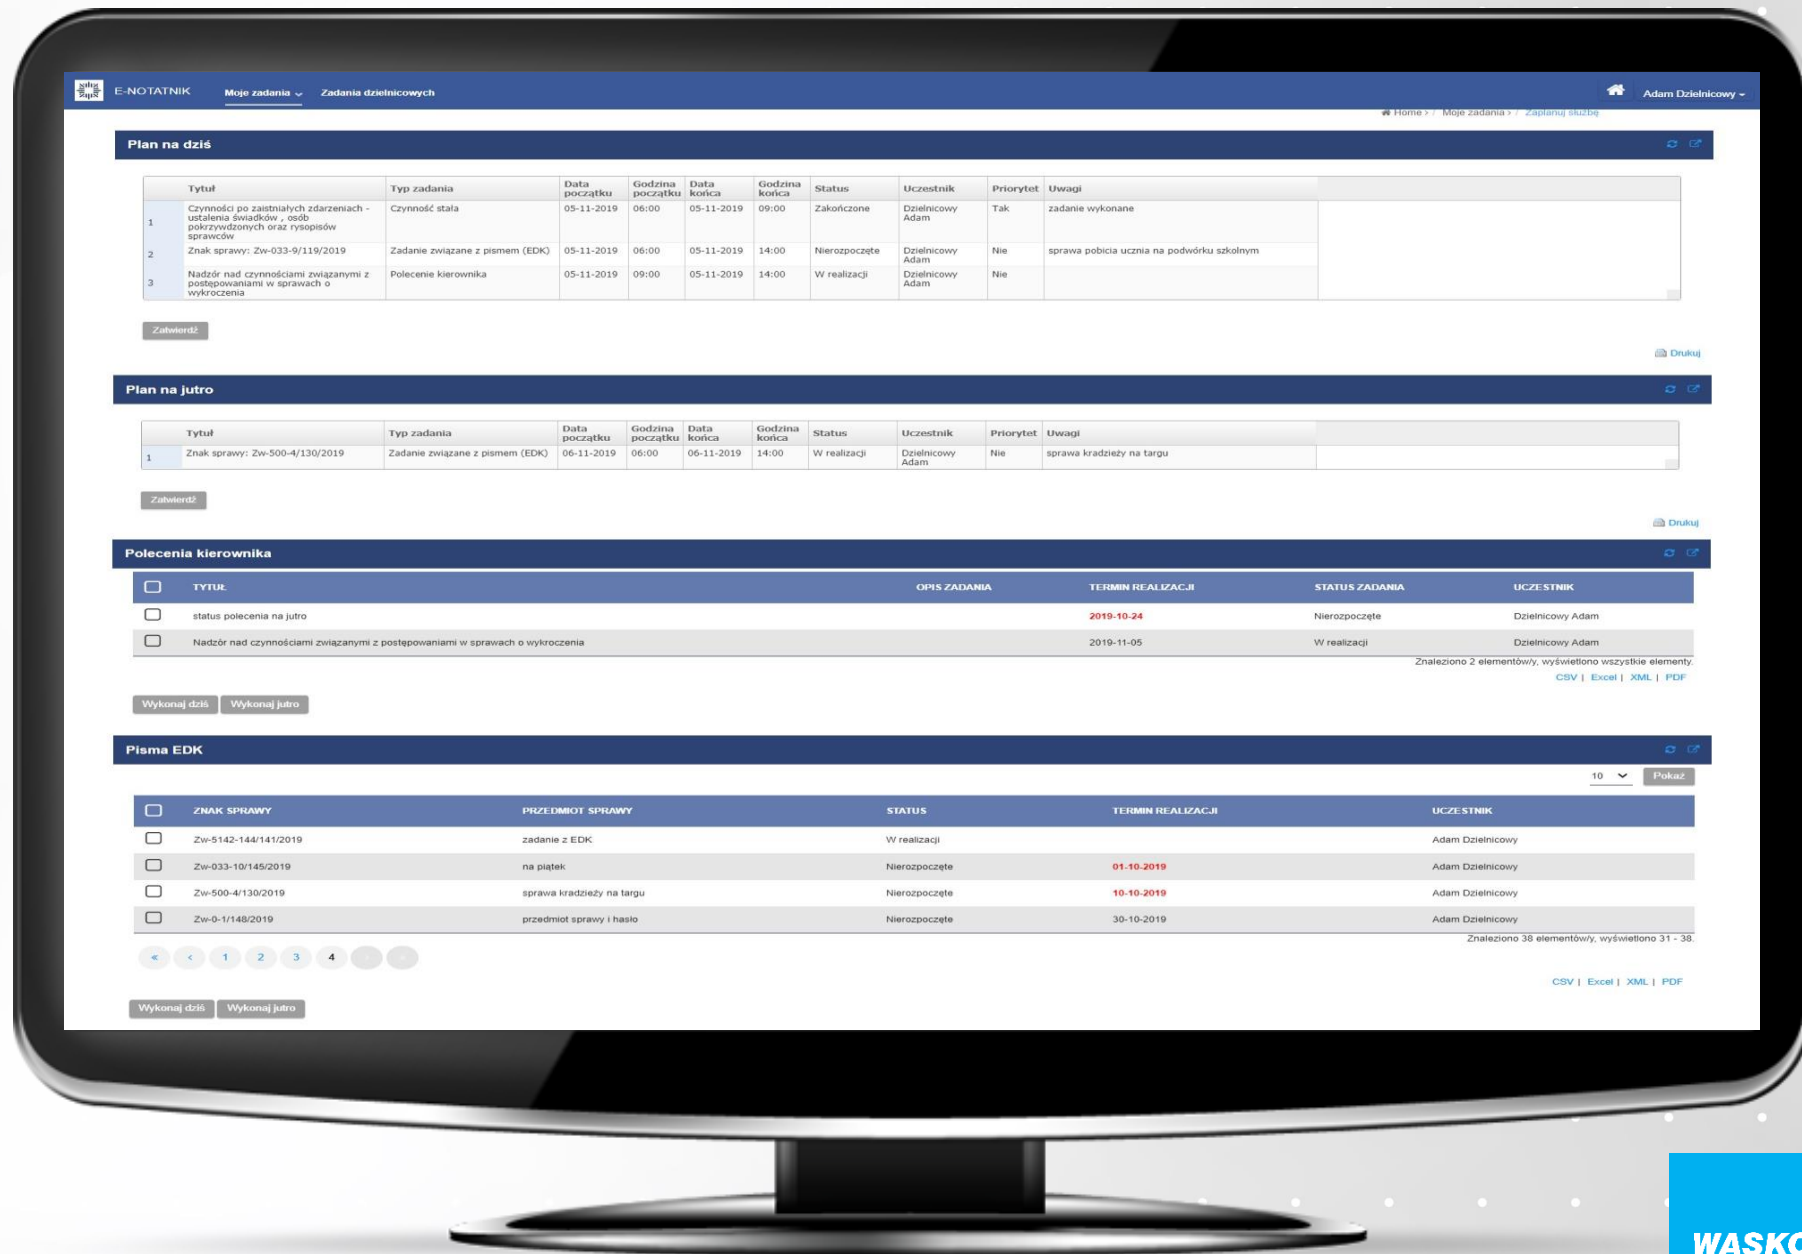 E-NOTATNIK Moje zadania Zadania dzielnicowych Adam Dzielnicowy
Home > / Moje zadania > / Zaplanuj służbę
Plan na dziś
Tytuł Typ zadania Data początku Godzina początku Data końca Godzina końca Status Uczestnik Priorytet Uwagi
1 Czynności po zaistniałych zdarzeniach - Czynność stała 05-11-2019 06:00 05-11-2019 09:00 Zakończone Dzielnicowy Tak zadanie wykonane
ustalenia świadków , osób Adam
pokrzywdzonych oraz rysopisów
sprawców
2 Znak sprawy: Zw-033-9/119/2019 Zadanie związane z pismem (EDK) 05-11-2019 06:00 05-11-2019 14:00 Nierozpoczęte Dzielnicowy Nie sprawa pobicia ucznia na podwórku szkolnym
Adam
3 Nadzór nad czynnościami związanymi z Polecenie kierownika 05-11-2019 09:00 05-11-2019 14:00 W realizacji Dzielnicowy Nie
postępowaniami w sprawach o Adam
wykroczenia
Zatwierdź
Drukuj
Plan na jutro
Tytuł Typ zadania Data początku Godzina początku Data końca Godzina końca Status Uczestnik Priorytet Uwagi
1 Znak sprawy: Zw-500-4/130/2019 Zadanie związane z pismem (EDK) 06-11-2019 06:00 06-11-2019 14:00 W realizacji Dzielnicowy Nie sprawa kradzieży na targu
Adam
Zatwierdź
Drukuj
Polecenia kierownika
TYTUŁ OPIS ZADANIA TERMIN REALIZACJI STATUS ZADANIA UCZESTNIK
status polecenia na jutro 2019-10-24 Nierozpoczęte Dzielnicowy Adam
Nadzór nad czynnościami związanymi z postępowaniami w sprawach o wykroczenia 2019-11-05 W realizacji Dzielnicowy Adam
Znaleziono 2 elementów/y, wyświetlono wszystkie elementy.
CSV | Excel | XML | PDF
Wykonaj dziś Wykonaj jutro
Pisma EDK
10 Pokaż
ZNAK SPRAWY PRZEDMIOT SPRAWY STATUS TERMIN REALIZACJI UCZESTNIK
Zw-5142-144/141/2019 zadanie z EDK W realizacji Adam Dzielnicowy
Zw-033-10/145/2019 na piątek Nierozpoczęte 01-10-2019 Adam Dzielnicowy
Zw-500-4/130/2019 sprawa kradzieży na targu Nierozpoczęte 10-10-2019 Adam Dzielnicowy
Zw-0-1/148/2019 przedmiot sprawy i hasło Nierozpoczęte 30-10-2019 Adam Dzielnicowy
Znaleziono 38 elementów/y, wyświetlono 31 - 38.
« ‹ 1 2 3 4
CSV | Excel | XML | PDF
Wykonaj dziś Wykonaj jutro
WASKO